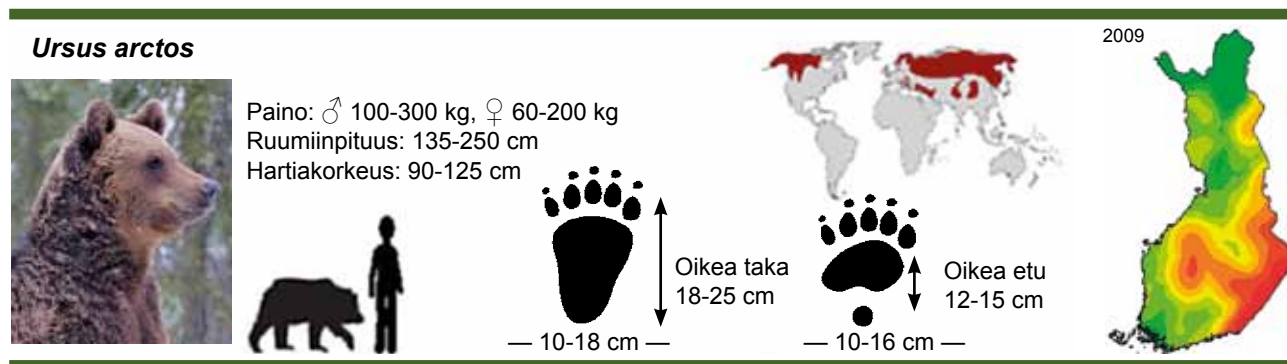 Ursus arctos
Paino: ♂ 100-300 kg, ♀ 60-200 kg
Ruumiinpituus: 135-250 cm
Hartiakorkeus: 90-125 cm
Oikea taka
18-25 cm
— 10-18 cm —
Oikea etu
12-15 cm
— 10-16 cm —
2009